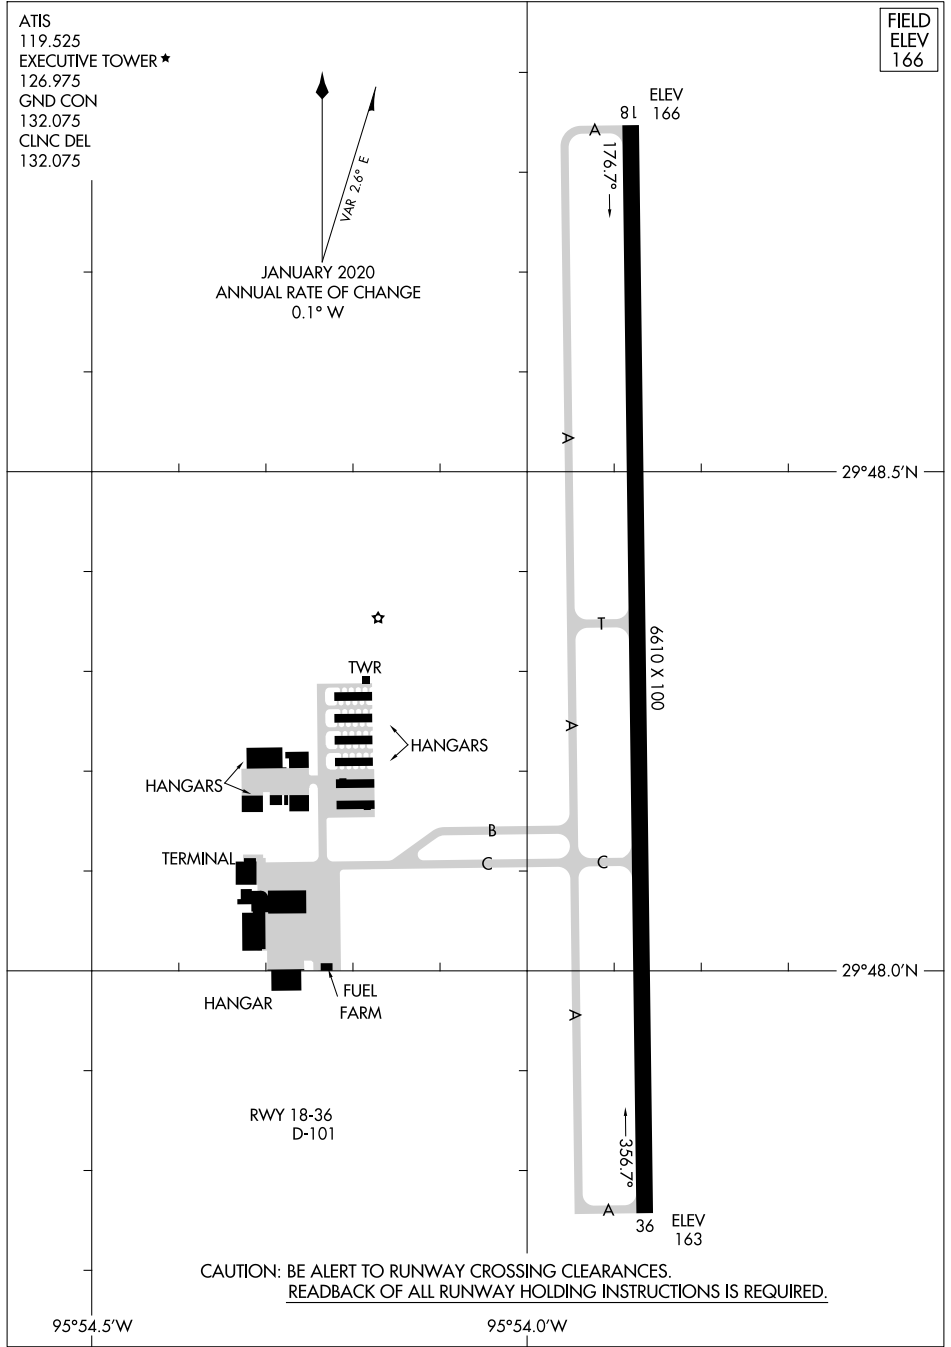 ATIS
119.525
EXECUTIVE TOWER ★
126.975
GND CON
132.075
CLNC DEL
132.075
FIELD
ELEV
166
VAR 2.6° E
JANUARY 2020
ANNUAL RATE OF CHANGE
0.1° W
18
ELEV
166
A
176.7°
A
29°48.5'N
T
6610 X 100
TWR
A
HANGARS
HANGARS
B
TERMINAL
C
C
29°48.0'N
HANGAR
FUEL
FARM
A
RWY 18-36
D-101
356.7°
A
36
ELEV
163
CAUTION: BE ALERT TO RUNWAY CROSSING CLEARANCES.
READBACK OF ALL RUNWAY HOLDING INSTRUCTIONS IS REQUIRED.
95°54.5'W
95°54.0'W